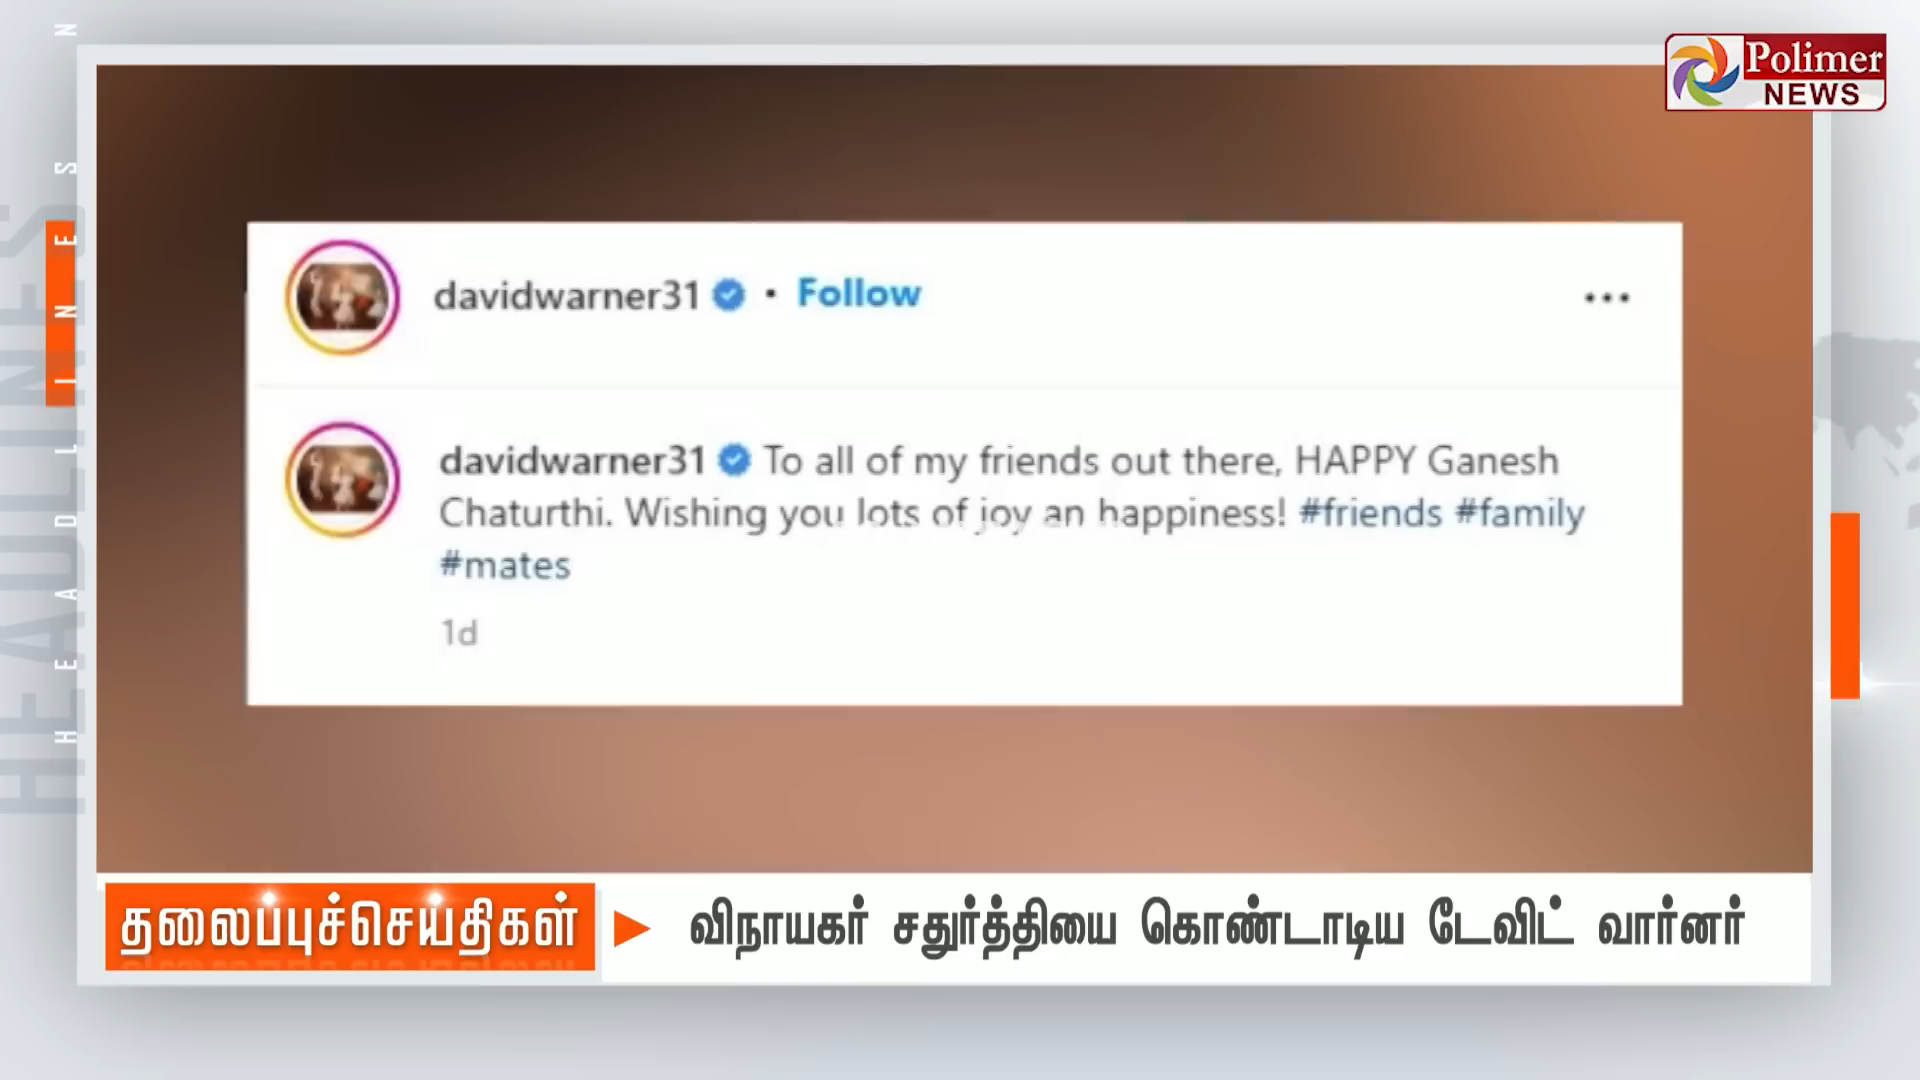 Polimer
NEWS
HEADLINES N
HEADLINES
davidwarner31 • Follow
davidwarner31 To all of my friends out there, HAPPY Ganesh
Chaturthi. Wishing you lots of joy an happiness! #friends #family
#mates
1d
தலைப்புச்செய்திகள்
விநாயகர் சதுர்த்தியை கொண்டாடிய டேவிட் வார்னர்